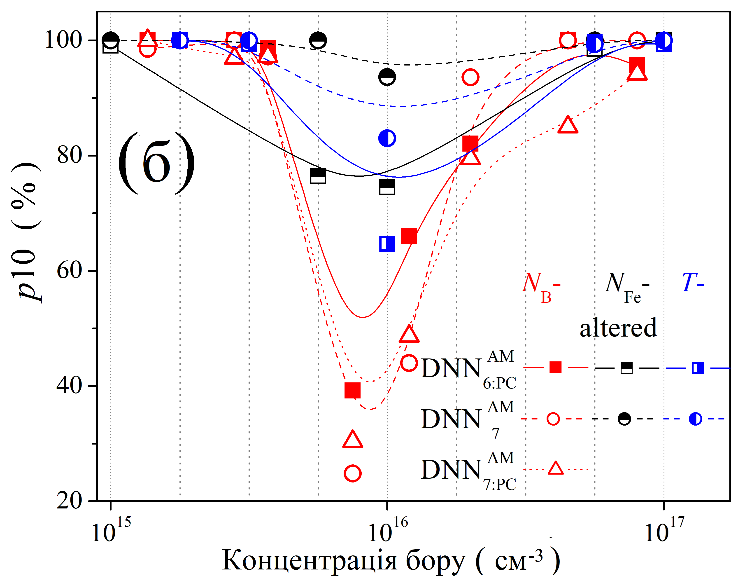 100
80
60
40
20
p10 ( % )
(б)
N_B- N_Fe- T-
altered
DNN^AM_6:PC
DNN^AM_7
DNN^AM_7:PC
10^15 10^16 10^17
Концентрація бору ( см^-3 )